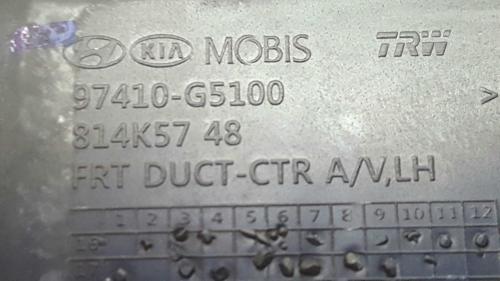 KIA MOBIS TRW
97410-G5100 >
814K57 48
FRT DUCT-CTR A/V,LH
1 2 3 4 5 6 7 8 9 10 11 12
16